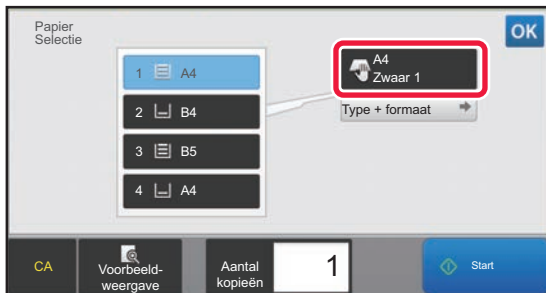 Papier
Selectie
OK
1 A4
2 B4
3 B5
4 A4
A4
Zwaar 1
Type + formaat
CA
Voorbeeld-
weergave
Aantal
kopieën
1
Start